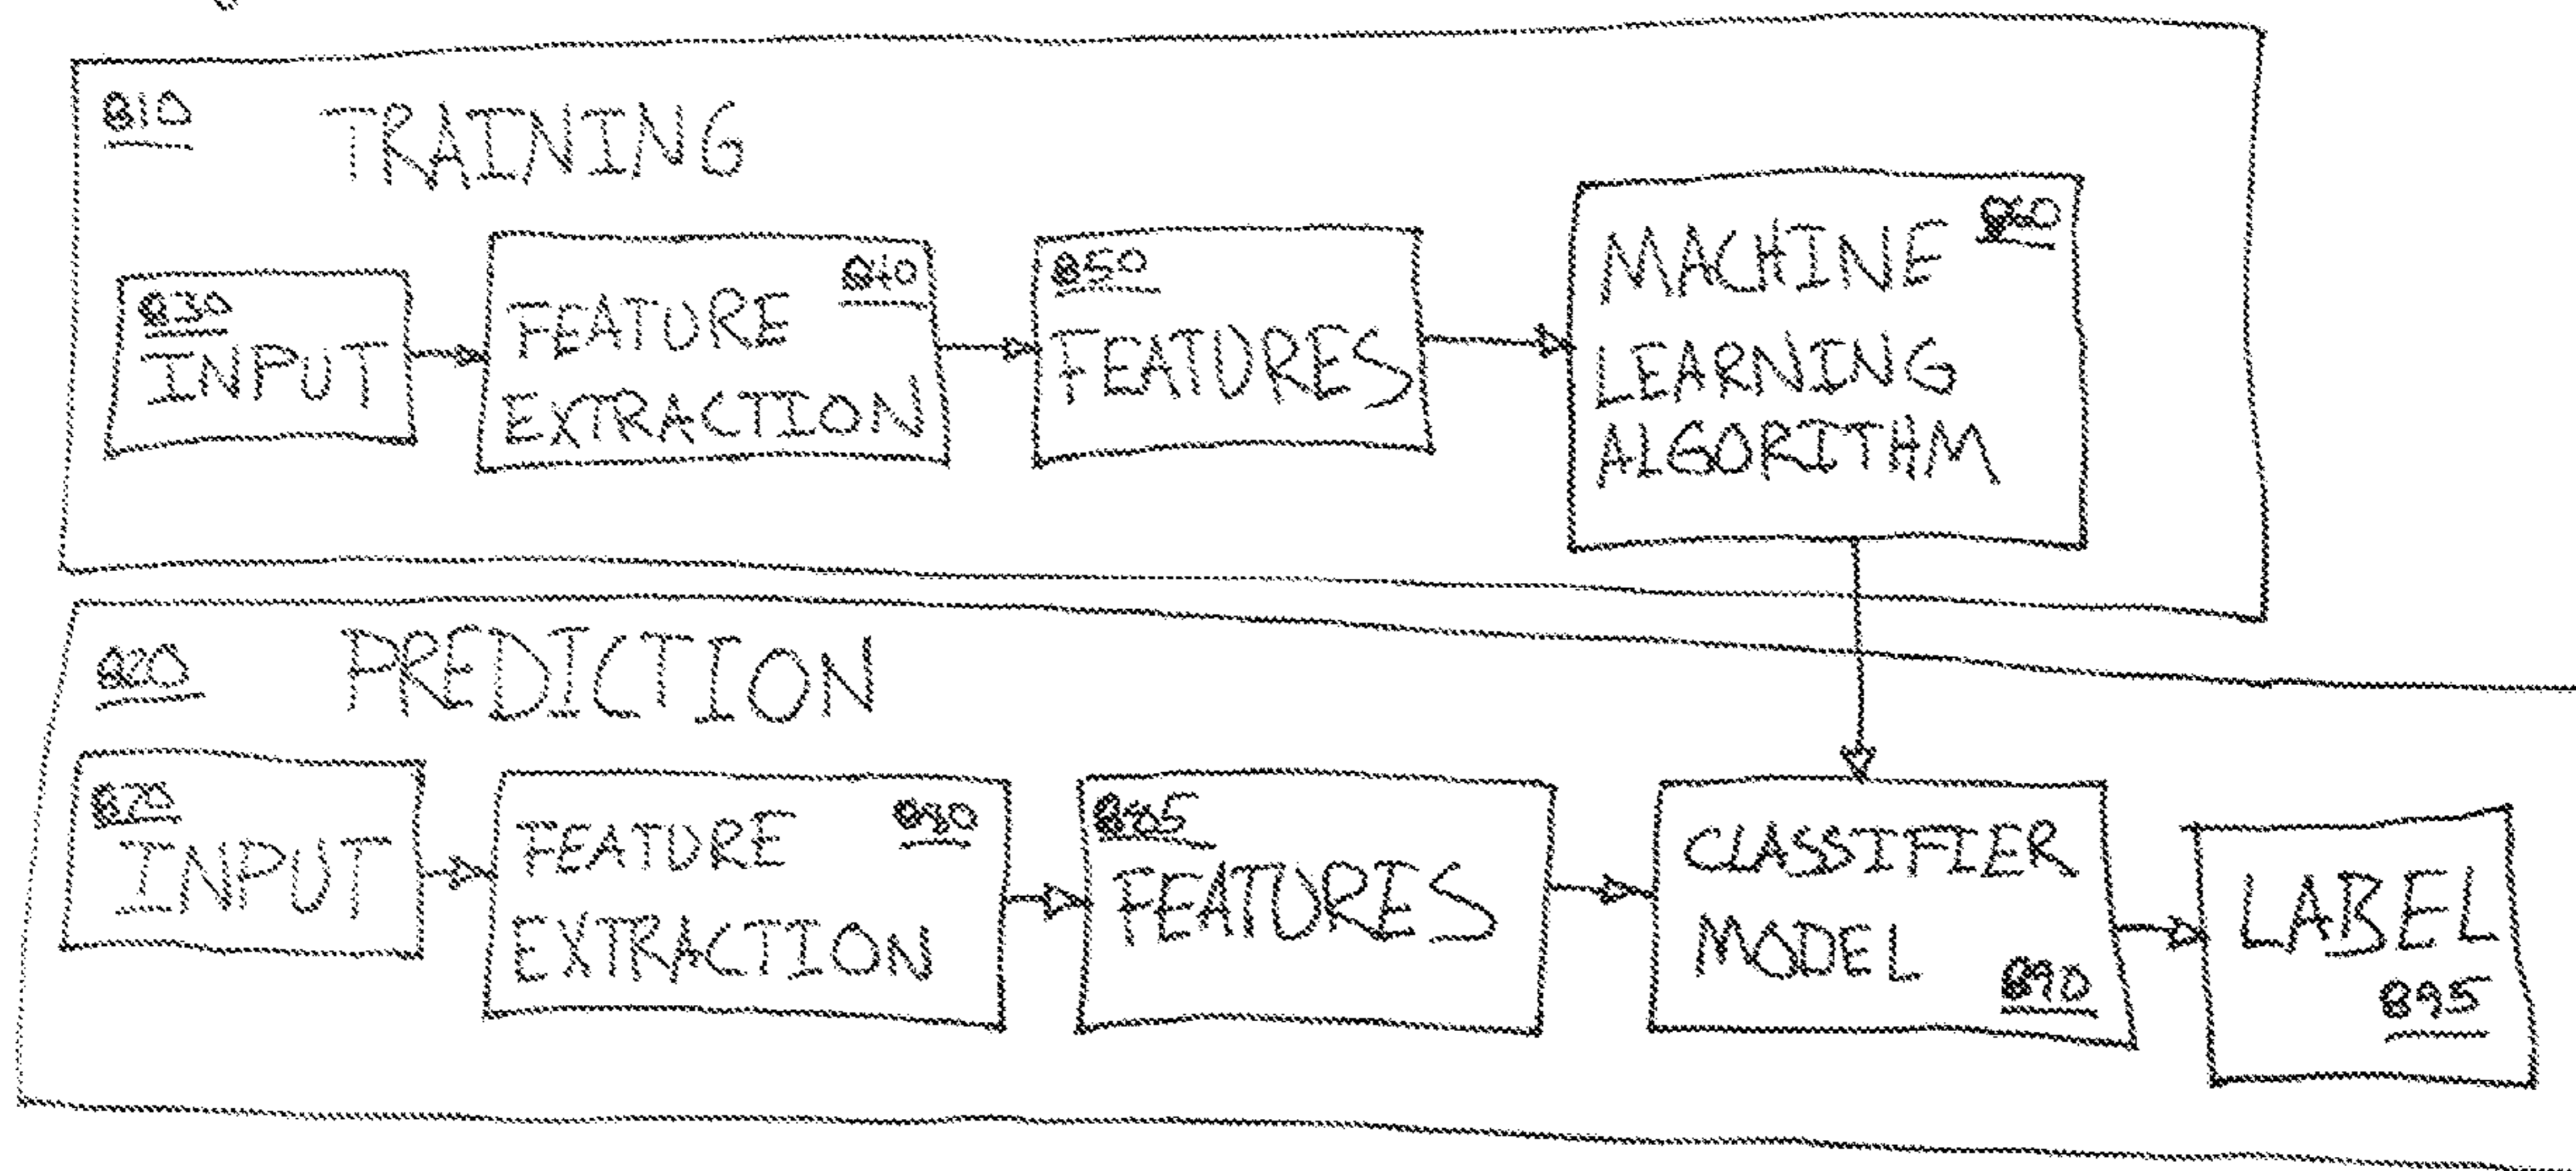 810 TRAINING
830
INPUT
840
FEATURE
EXTRACTION
850
FEATURES
860
MACHINE
LEARNING
ALGORITHM
820 PREDICTION
870
INPUT
880
FEATURE
EXTRACTION
885
FEATURES
CLASSIFIER
MODEL
890
LABEL
895